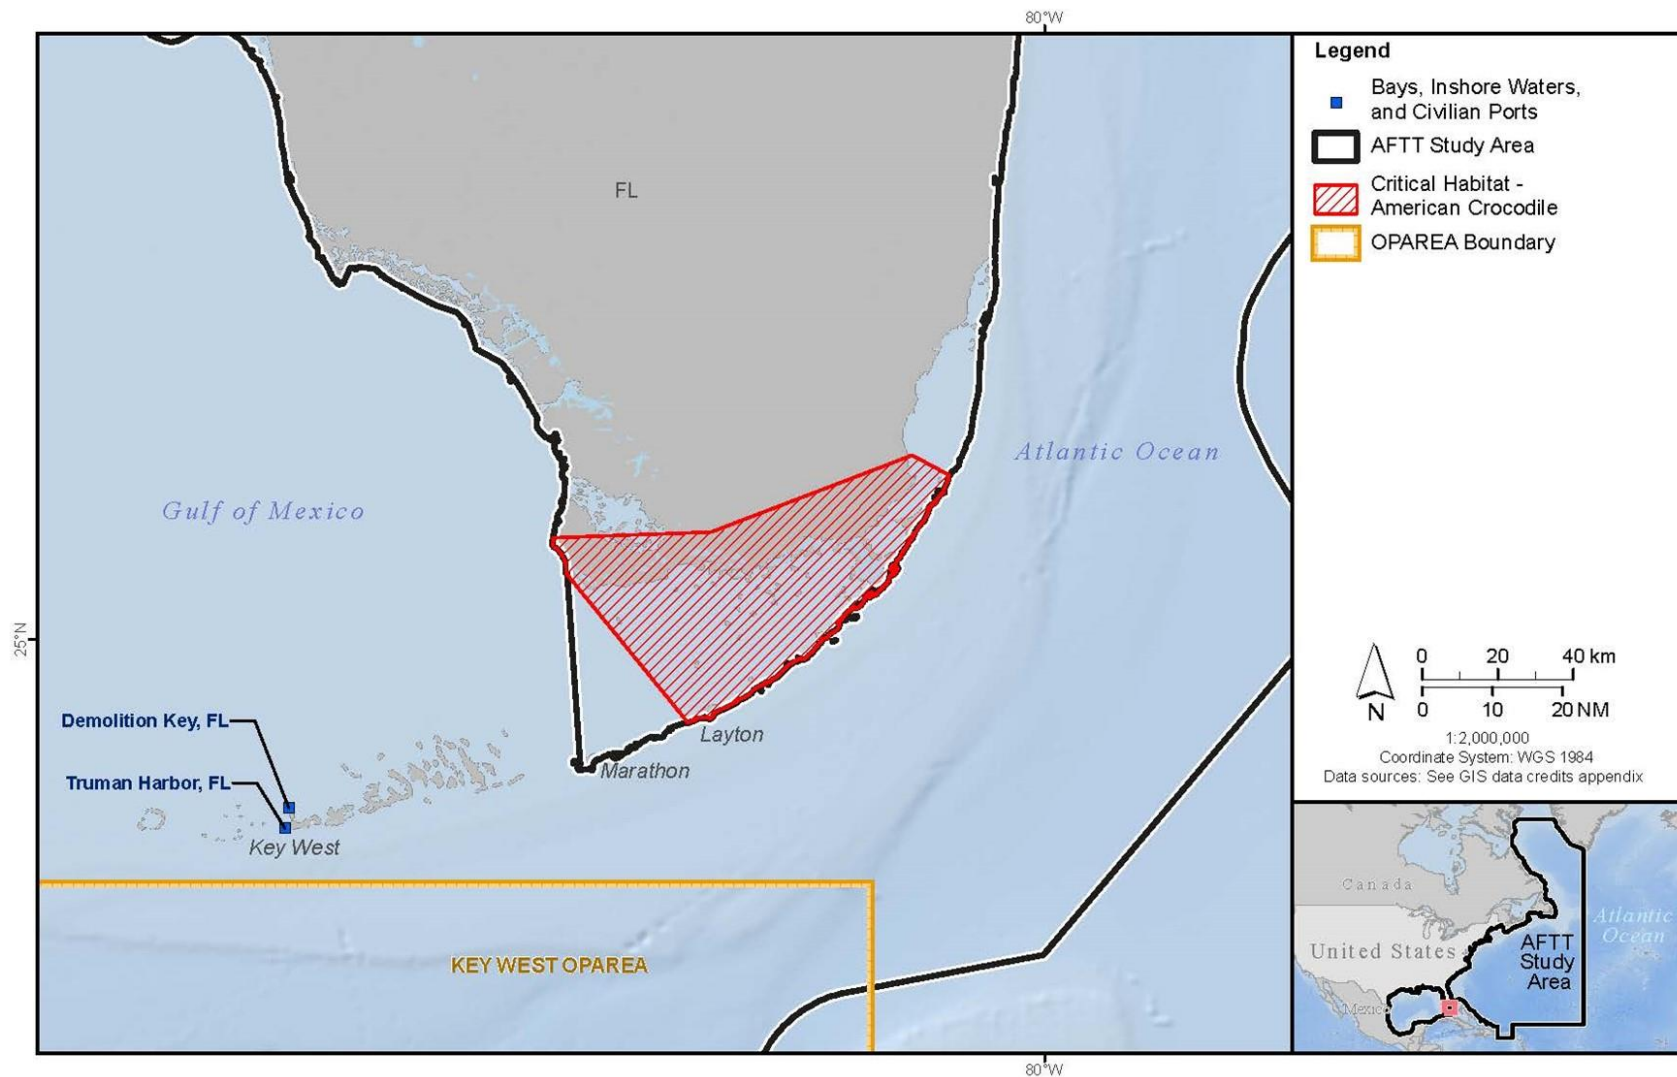 80°W
FL
Gulf of Mexico
Atlantic Ocean
25°N
Demolition Key, FL
Truman Harbor, FL
Key West
Layton
Marathon
KEY WEST OPAREA
80°W
Legend
Bays, Inshore Waters,
and Civilian Ports
AFTT Study Area
Critical Habitat -
American Crocodile
OPAREA Boundary
0 20 40 km
0 10 20 NM
N
1:2,000,000
Coordinate System: WGS 1984
Data sources: See GIS data credits appendix
Canada
United States
Mexico
Atlantic
Ocean
AFTT
Study
Area